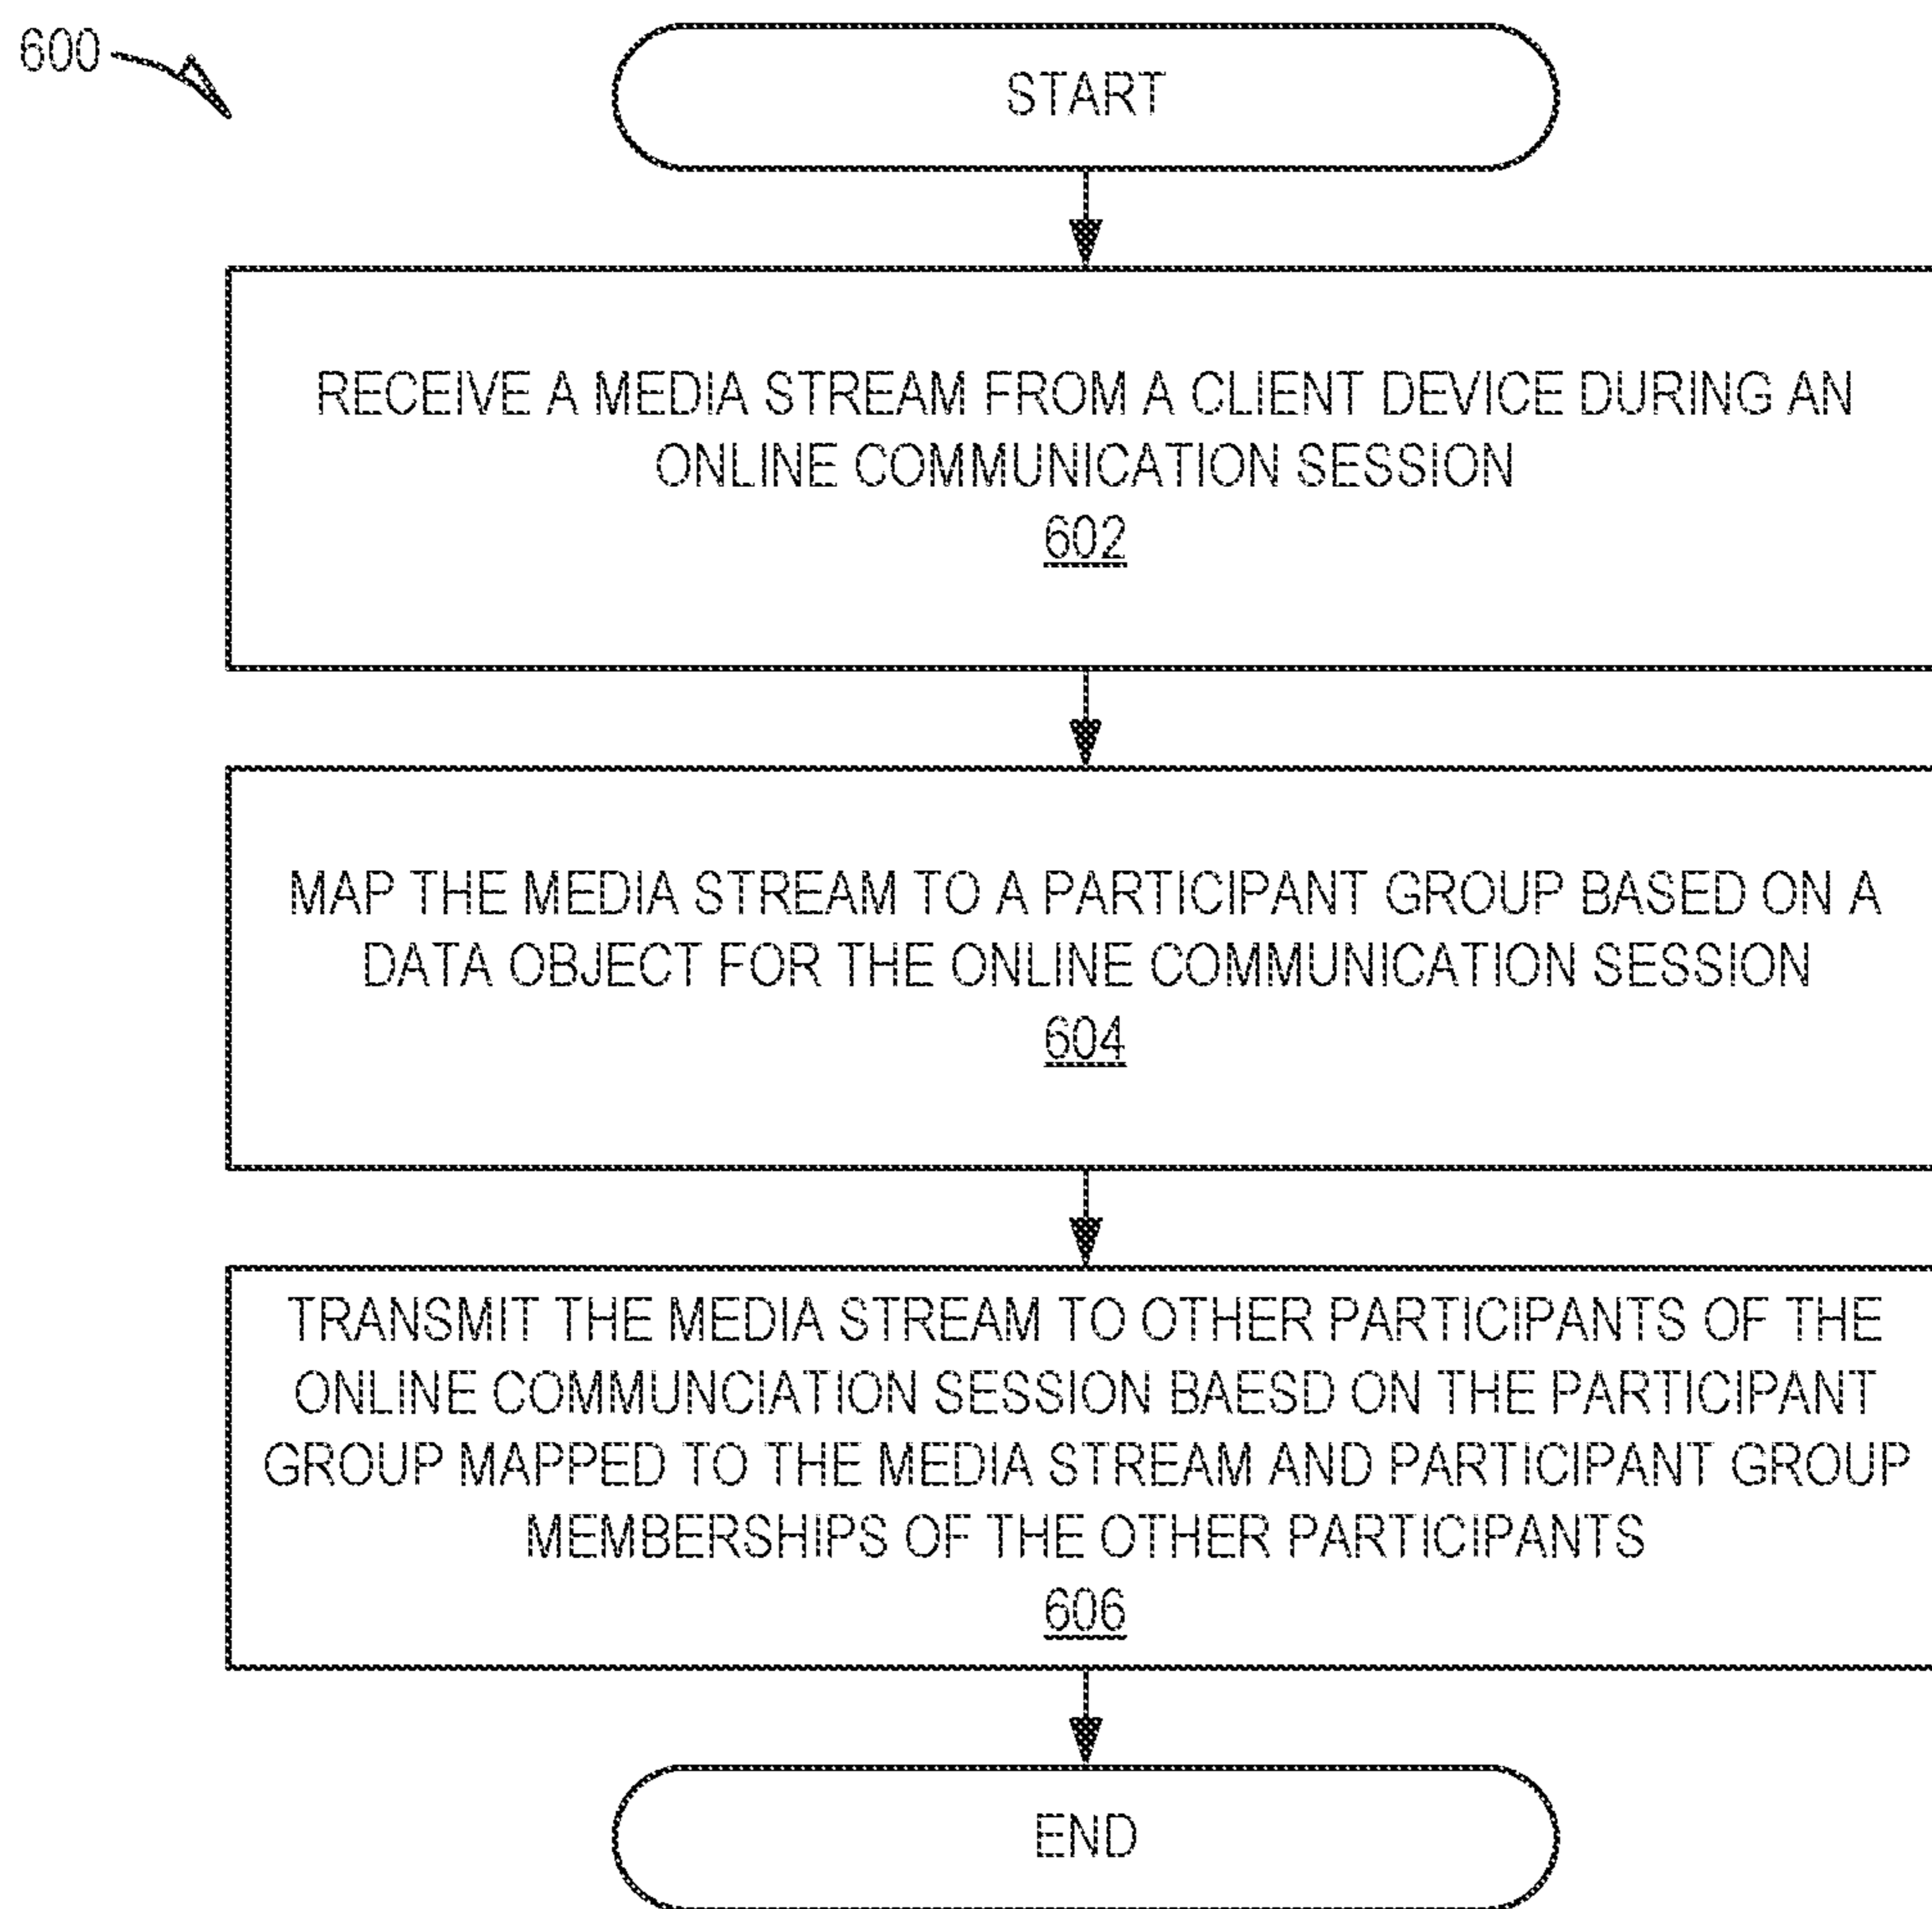 600
START
RECEIVE A MEDIA STREAM FROM A CLIENT DEVICE DURING AN
ONLINE COMMUNICATION SESSION
602
MAP THE MEDIA STREAM TO A PARTICIPANT GROUP BASED ON A
DATA OBJECT FOR THE ONLINE COMMUNICATION SESSION
604
TRANSMIT THE MEDIA STREAM TO OTHER PARTICIPANTS OF THE
ONLINE COMMUNCIATION SESSION BAESD ON THE PARTICIPANT
GROUP MAPPED TO THE MEDIA STREAM AND PARTICIPANT GROUP
MEMBERSHIPS OF THE OTHER PARTICIPANTS
606
END